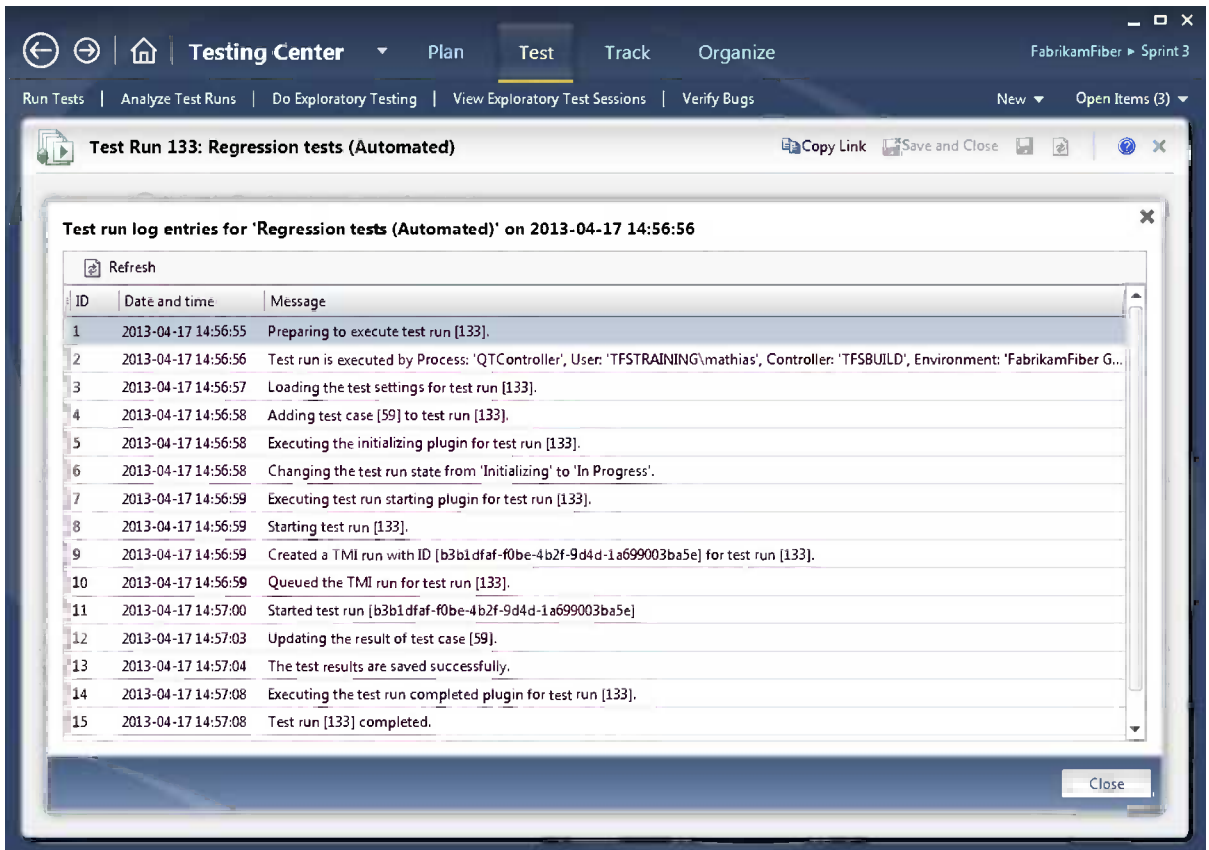 Testing Center Plan Test Track Organize FabrikamFiber ▸ Sprint 3
Run Tests | Analyze Test Runs | Do Exploratory Testing | View Exploratory Test Sessions | Verify Bugs New Open Items (3)
Test Run 133: Regression tests (Automated) Copy Link Save and Close
Test run log entries for 'Regression tests (Automated)' on 2013-04-17 14:56:56
Refresh
ID Date and time Message
1 2013-04-17 14:56:55 Preparing to execute test run [133].
2 2013-04-17 14:56:56 Test run is executed by Process: 'QTController', User: 'TFSTRAINING\mathias', Controller: 'TFSBUILD', Environment: 'FabrikamFiber G...
3 2013-04-17 14:56:57 Loading the test settings for test run [133].
4 2013-04-17 14:56:58 Adding test case [59] to test run [133].
5 2013-04-17 14:56:58 Executing the initializing plugin for test run [133].
6 2013-04-17 14:56:58 Changing the test run state from 'Initializing' to 'In Progress'.
7 2013-04-17 14:56:59 Executing test run starting plugin for test run [133].
8 2013-04-17 14:56:59 Starting test run [133].
9 2013-04-17 14:56:59 Created a TMI run with ID [b3b1dfaf-f0be-4b2f-9d4d-1a699003ba5e] for test run [133].
10 2013-04-17 14:56:59 Queued the TMI run for test run [133].
11 2013-04-17 14:57:00 Started test run [b3b1dfaf-f0be-4b2f-9d4d-1a699003ba5e]
12 2013-04-17 14:57:03 Updating the result of test case [59].
13 2013-04-17 14:57:04 The test results are saved successfully.
14 2013-04-17 14:57:08 Executing the test run completed plugin for test run [133].
15 2013-04-17 14:57:08 Test run [133] completed.
Close